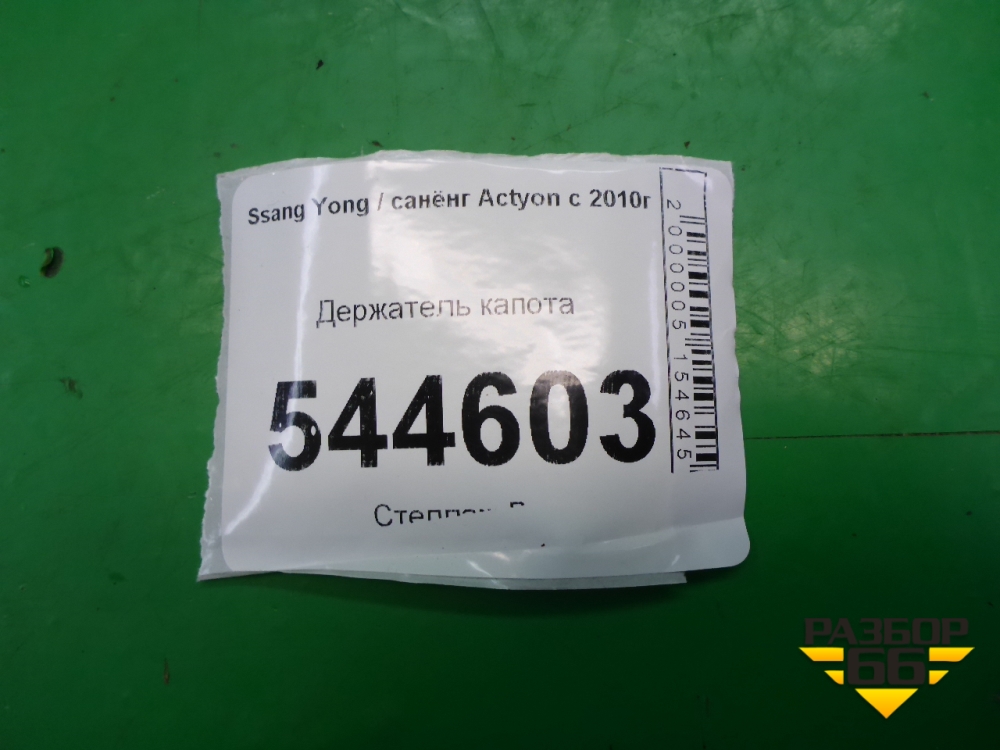 Ssang Yong / санёнг Actyon с 2010г
Держатель капота
544603
2000005154645
РАЗБОР
66